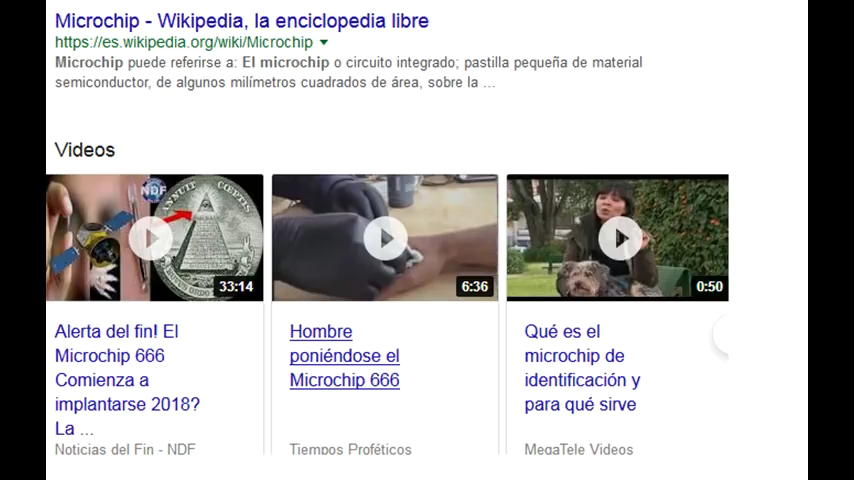 Microchip - Wikipedia, la enciclopedia libre
https://es.wikipedia.org/wiki/Microchip
Microchip puede referirse a: El microchip o circuito integrado; pastilla pequeña de material
semiconductor, de algunos milímetros cuadrados de área, sobre la ...
Videos
NDF
ANNUIT CŒPTIS
33:14
6:36
0:50
Alerta del fin! El
Microchip 666
Comienza a
implantarse 2018?
La ...
Noticias del Fin - NDF
Hombre
poniéndose el
Microchip 666
Tiempos Proféticos
Qué es el
microchip de
identificación y
para qué sirve
MegaTele Videos